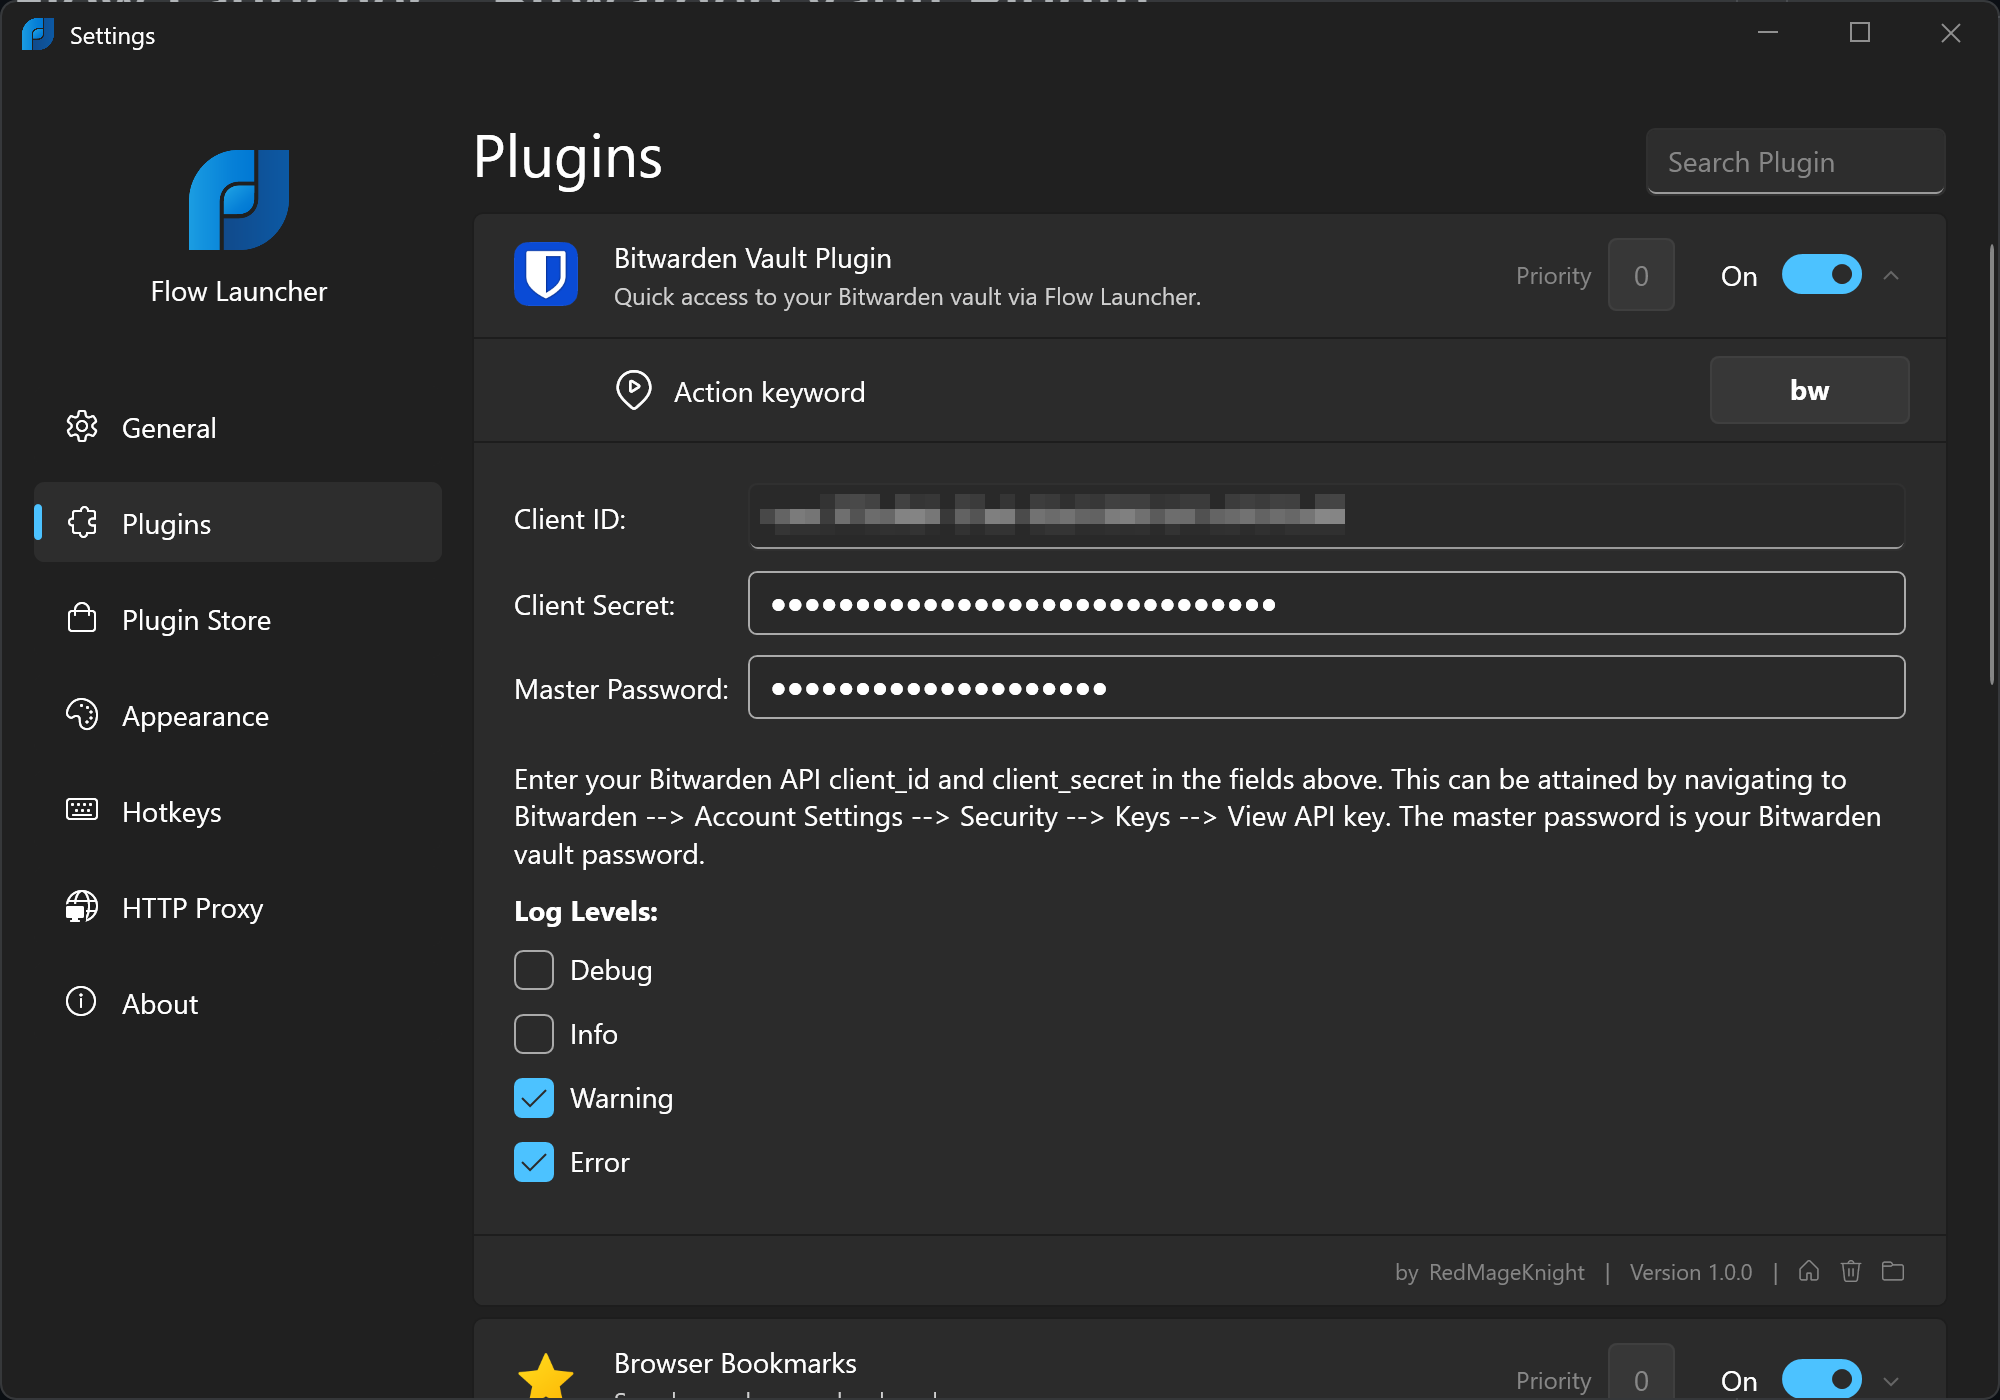 Settings
Flow Launcher
General
Plugins
Plugin Store
Appearance
Hotkeys
HTTP Proxy
About
Plugins
Search Plugin
Bitwarden Vault Plugin
Quick access to your Bitwarden vault via Flow Launcher.
Priority 0 On
Action keyword
bw
Client ID:
Client Secret:
Master Password:
Enter your Bitwarden API client_id and client_secret in the fields above. This can be attained by navigating to
Bitwarden --> Account Settings --> Security --> Keys --> View API key. The master password is your Bitwarden
vault password.
Log Levels:
Debug
Info
Warning
Error
by RedMageKnight | Version 1.0.0 |
Browser Bookmarks
Priority 0 On